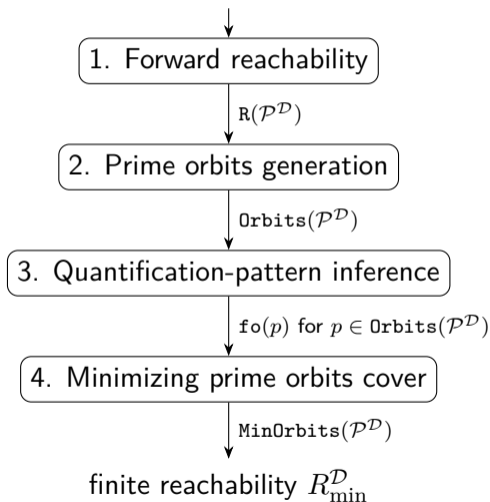 1. Forward reachability
R(𝒫^𝒟)
2. Prime orbits generation
Orbits(𝒫^𝒟)
3. Quantification-pattern inference
fo(p) for p ∈ Orbits(𝒫^𝒟)
4. Minimizing prime orbits cover
MinOrbits(𝒫^𝒟)
finite reachability R^𝒟_min